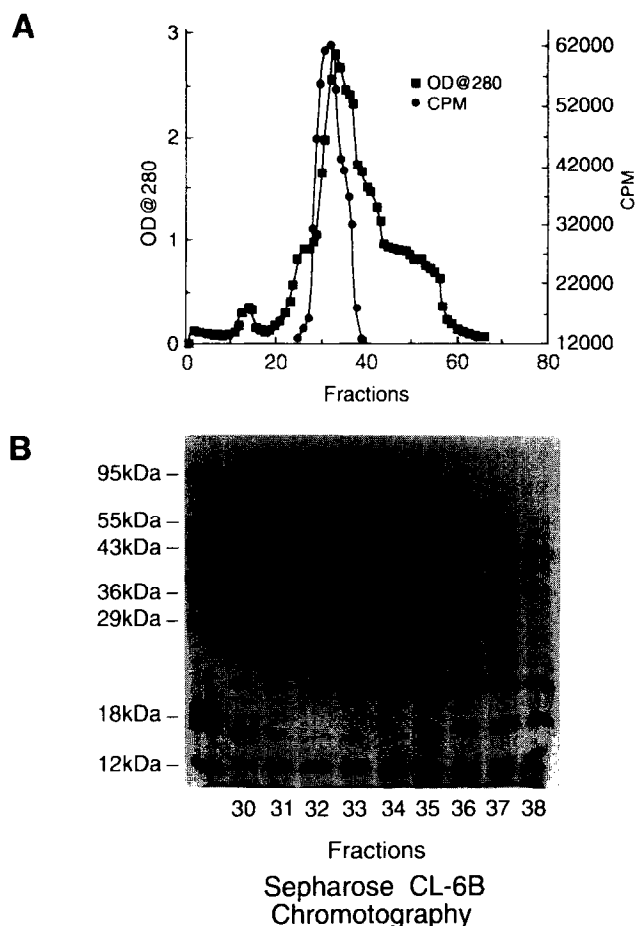 A
3
2
1
0
OD@280
0
20
40
60
80
Fractions
62000
52000
42000
32000
22000
12000
CPM
OD@280
CPM
B
95kDa
55kDa
43kDa
36kDa
29kDa
18kDa
12kDa
30 31 32 33 34 35 36 37 38
Fractions
Sepharose CL-6B
Chromotography